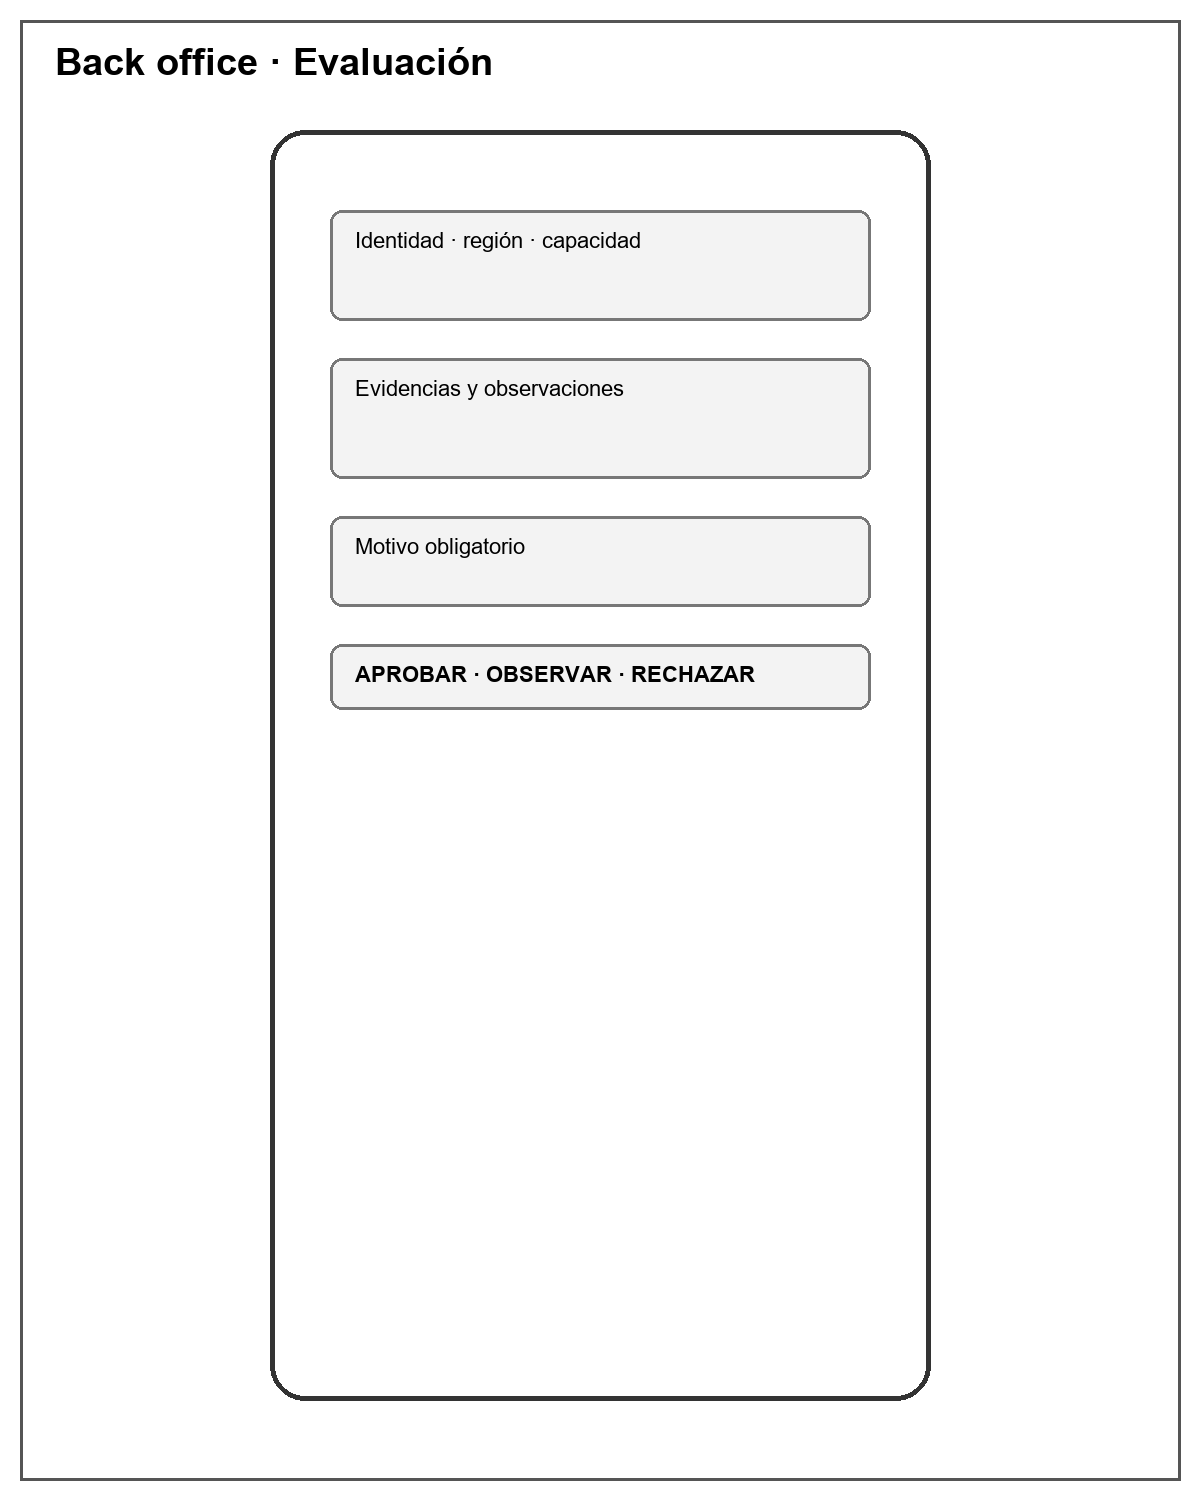 Back office · Evaluación
Identidad · región · capacidad
Evidencias y observaciones
Motivo obligatorio
APROBAR · OBSERVAR · RECHAZAR